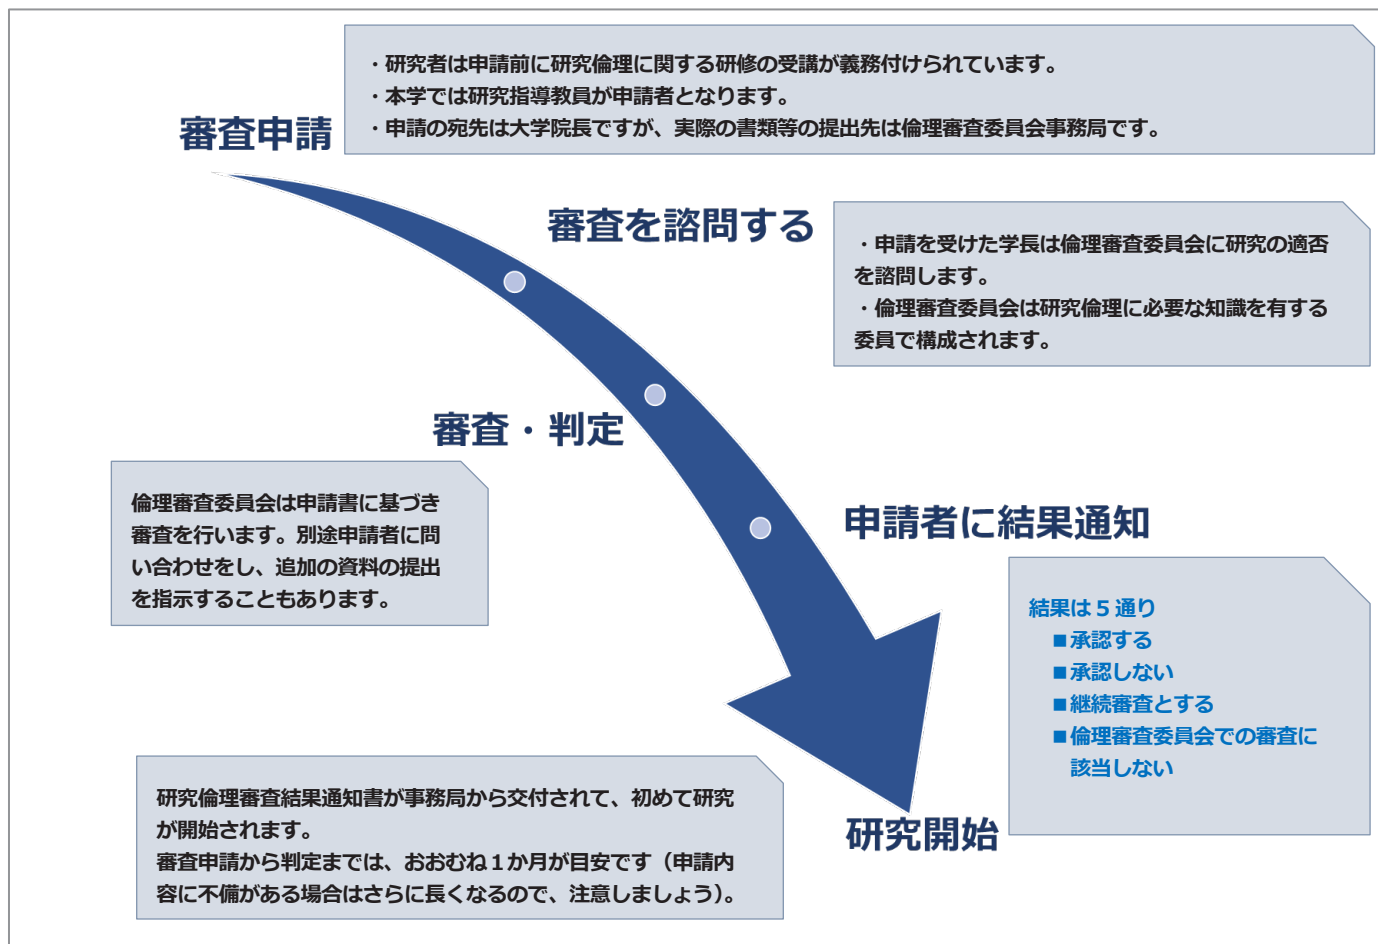 ・研究者は申請前に研究倫理に関する研修の受講が義務付けられています。
・本学では研究指導教員が申請者となります。
・申請の宛先は大学院長ですが、実際の書類等の提出先は倫理審査委員会事務局です。
審査申請
審査を諮問する
・申請を受けた学長は倫理審査委員会に研究の適否
を諮問します。
・倫理審査委員会は研究倫理に必要な知識を有する
委員で構成されます。
審査・判定
倫理審査委員会は申請書に基づき
審査を行います。別途申請者に問
い合わせをし、追加の資料の提出
を指示することもあります。
申請者に結果通知
結果は５通り
■承認する
■承認しない
■継続審査とする
■倫理審査委員会での審査に
該当しない
研究倫理審査結果通知書が事務局から交付されて、初めて研究
が開始されます。
審査申請から判定までは、おおむね１か月が目安です（申請内
容に不備がある場合はさらに長くなるので、注意しましょう）。
研究開始